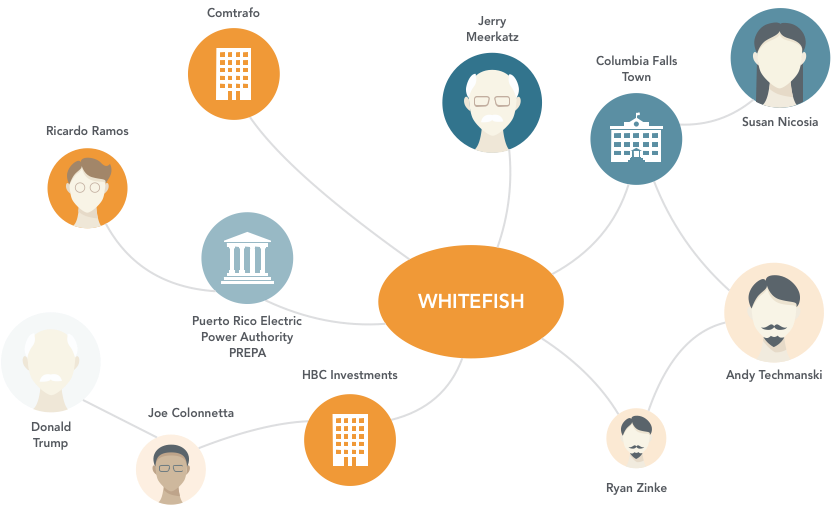 Comtrafo
Jerry
Meerkatz
Columbia Falls
Town
Susan Nicosia
Ricardo Ramos
WHITEFISH
Puerto Rico Electric
Power Authority
PREPA
HBC Investments
Andy Techmanski
Donald
Trump
Joe Colonnetta
Ryan Zinke